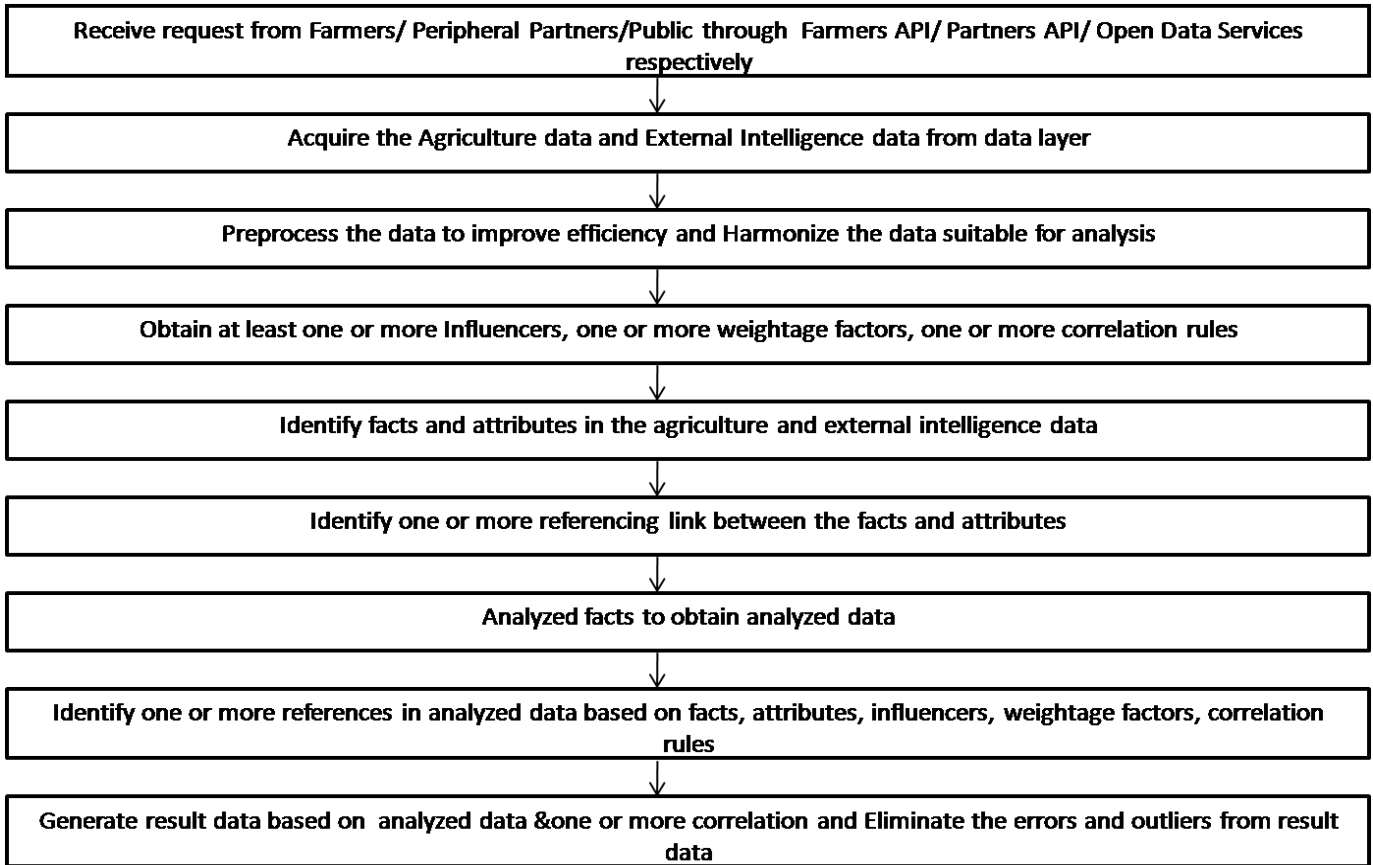 Receive request from Farmers/ Peripheral Partners/Public through Farmers API/ Partners API/ Open Data Services
respectively
Acquire the Agriculture data and External Intelligence data from data layer
Preprocess the data to improve efficiency and Harmonize the data suitable for analysis
Obtain at least one or more Influencers, one or more weightage factors, one or more correlation rules
Identify facts and attributes in the agriculture and external intelligence data
Identify one or more referencing link between the facts and attributes
Analyzed facts to obtain analyzed data
Identify one or more references in analyzed data based on facts, attributes, influencers, weightage factors, correlation
rules
Generate result data based on analyzed data &one or more correlation and Eliminate the errors and outliers from result
data